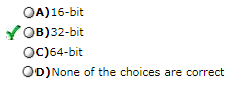 A)16-bit
B)32-bit
C)64-bit
D)None of the choices are correct